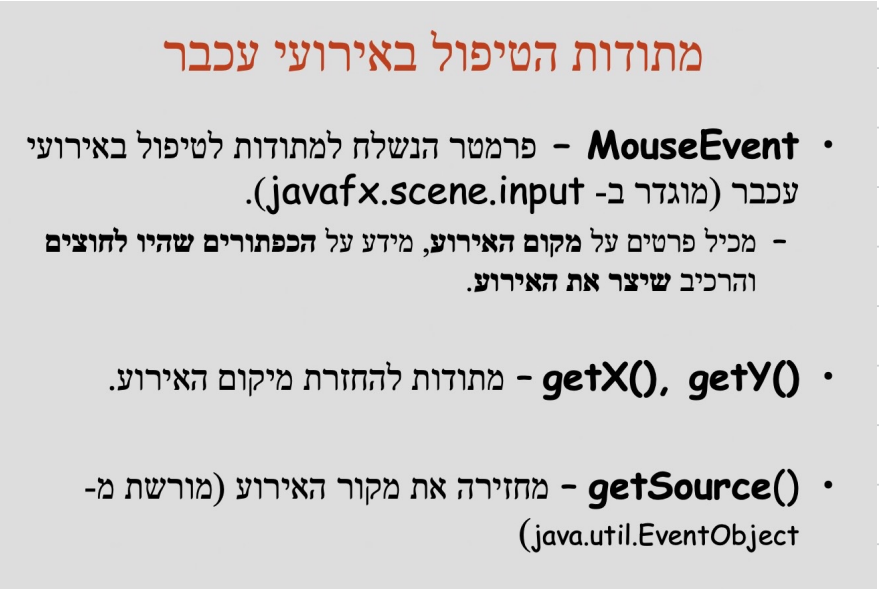 מתודות הטיפול באירועי עכבר
• MouseEvent – פרמטר הנשלח למתודות לטיפול באירועי
עכבר (מוגדר ב- javafx.scene.input).
– מכיל פרטים על מקום האירוע, מידע על הכפתורים שהיו לחוצים
והרכיב שיצר את האירוע.
• getX(), getY() – מתודות להחזרת מיקום האירוע.
• getSource() – מחזירה את מקור האירוע (מורשת מ-
java.util.EventObject)